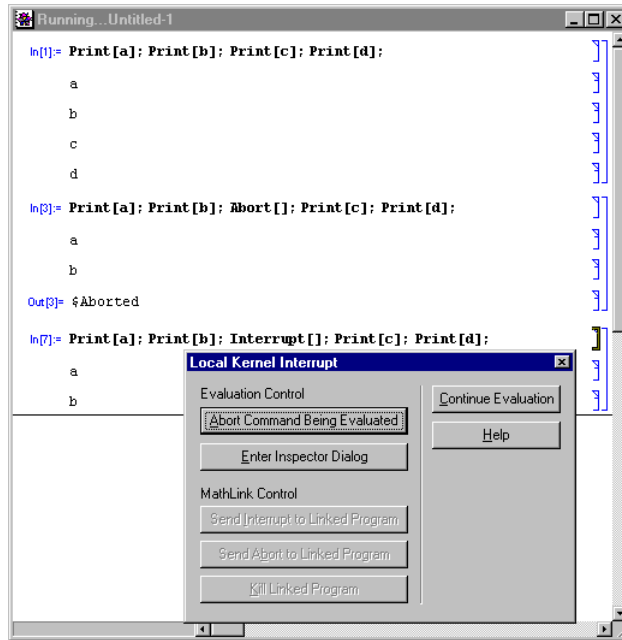 Running...Untitled-1
In[1]:= Print[a]; Print[b]; Print[c]; Print[d];
a
b
c
d
In[3]:= Print[a]; Print[b]; Abort[]; Print[c]; Print[d];
a
b
Out[3]= $Aborted
In[7]:= Print[a]; Print[b]; Interrupt[]; Print[c]; Print[d];
a
b
Local Kernel Interrupt
Evaluation Control
Abort Command Being Evaluated
Enter Inspector Dialog
MathLink Control
Send Interrupt to Linked Program
Send Abort to Linked Program
Kill Linked Program
Continue Evaluation
Help